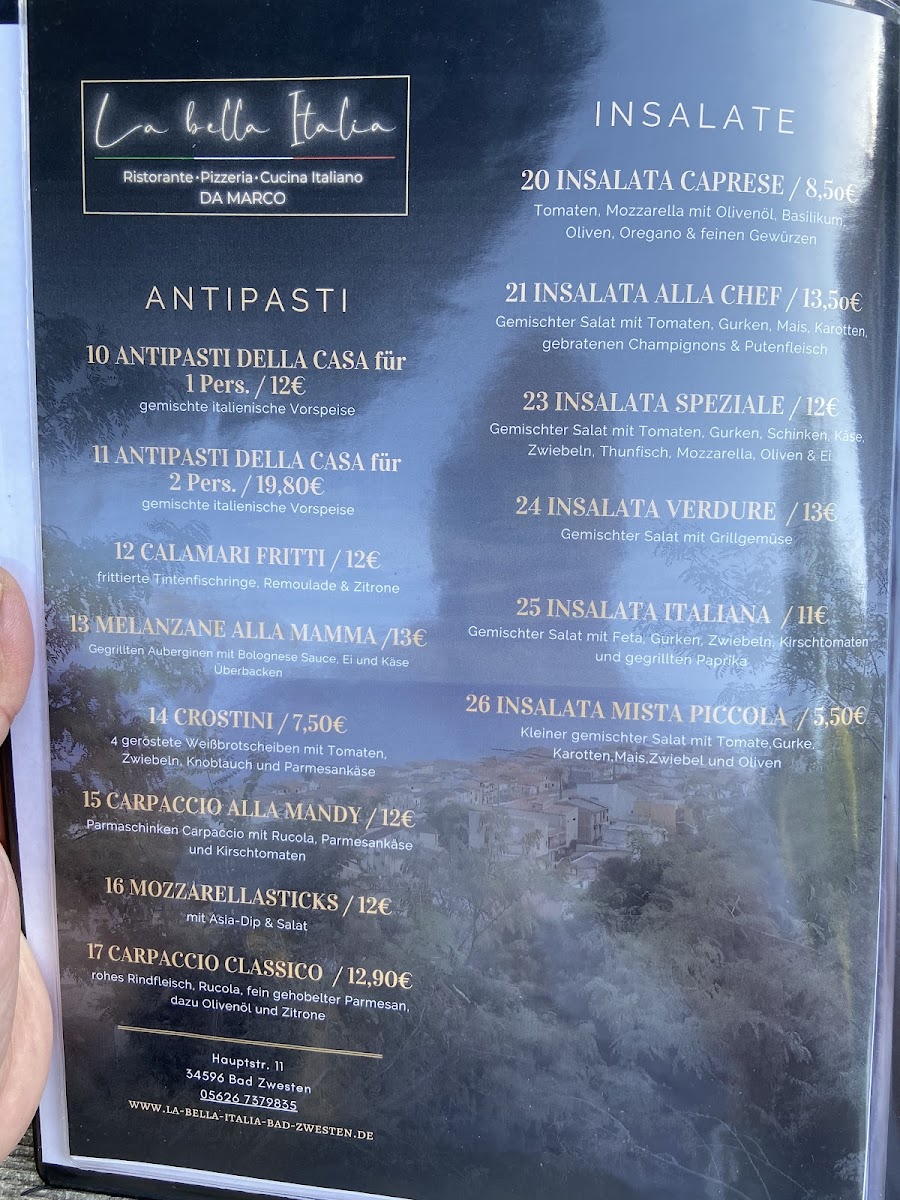 La bella Italia
Ristorante • Pizzeria • Cucina Italiano
DA MARCO
ANTIPASTI
10 ANTIPASTI DELLA CASA für
1 Pers. / 12€
gemischte italienische Vorspeise
11 ANTIPASTI DELLA CASA für
2 Pers. / 19,80€
gemischte italienische Vorspeise
12 CALAMARI FRITTI / 12€
frittierte Tintenfischringe, Remoulade & Zitrone
13 MELANZANE ALLA MAMMA /13€
Gegrillten Auberginen mit Bolognese Sauce, Ei und Käse
Überbacken
14 CROSTINI / 7,50€
4 geröstete Weißbrotscheiben mit Tomaten,
Zwiebeln, Knoblauch und Parmesankäse
15 CARPACCIO ALLA MANDY / 12€
Parmaschinken Carpaccio mit Rucola, Parmesankäse
und Kirschtomaten
16 MOZZARELLASTICKS / 12€
mit Asia-Dip & Salat
17 CARPACCIO CLASSICO / 12,90€
rohes Rindfleisch, Rucola, fein gehobelter Parmesan,
dazu Olivenöl und Zitrone
Hauptstr. 11
34596 Bad Zwesten
05626 7379835
WWW.LA-BELLA-ITALIA-BAD-ZWESTEN.DE
INSALATE
20 INSALATA CAPRESE / 8,50€
Tomaten, Mozzarella mit Olivenöl, Basilikum,
Oliven, Oregano & feinen Gewürzen
21 INSALATA ALLA CHEF / 13,50€
Gemischter Salat mit Tomaten, Gurken, Mais, Karotten,
gebratenen Champignons & Putenfleisch
23 INSALATA SPEZIALE / 12€
Gemischter Salat mit Tomaten, Gurken, Schinken, Käse,
Zwiebeln, Thunfisch, Mozzarella, Oliven & Ei
24 INSALATA VERDURE / 13€
Gemischter Salat mit Grillgemüse
25 INSALATA ITALIANA / 11€
Gemischter Salat mit Feta, Gurken, Zwiebeln, Kirschtomaten
und gegrillten Paprika
26 INSALATA MISTA PICCOLA / 5,50€
Kleiner gemischter Salat mit Tomate,Gurke,
Karotten,Mais,Zwiebel und Oliven